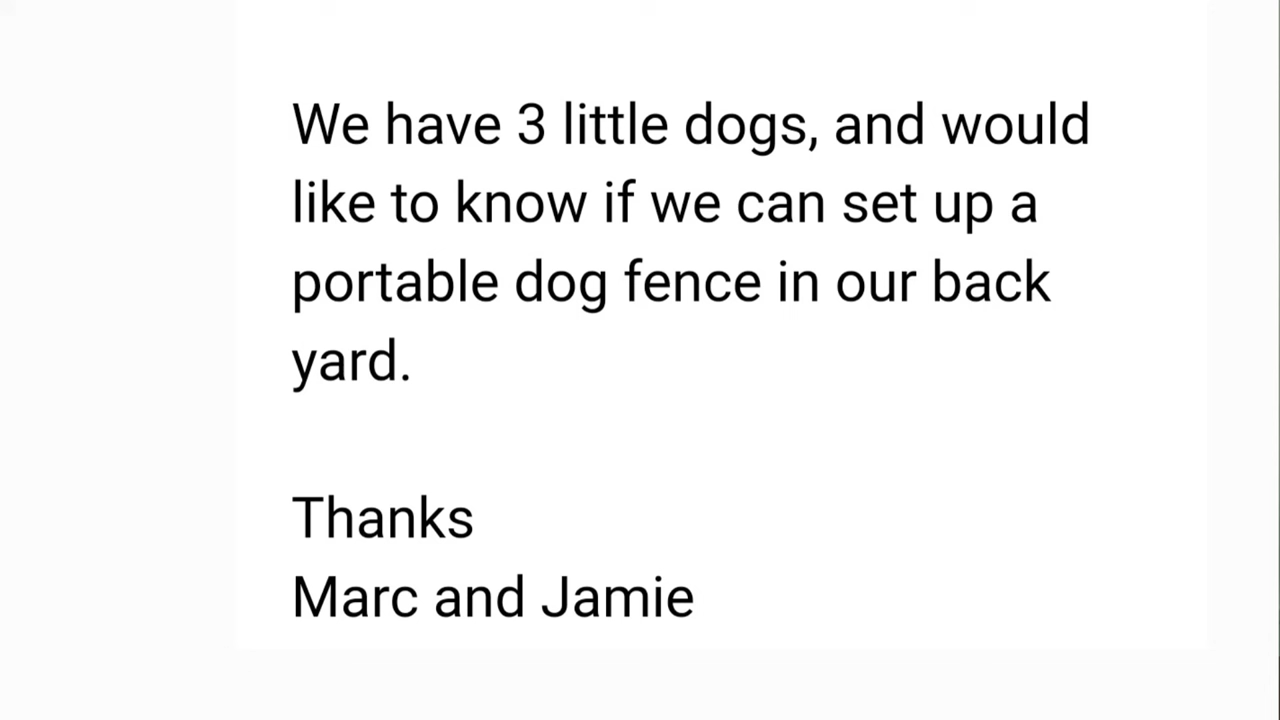 We have 3 little dogs, and would
like to know if we can set up a
portable dog fence in our back
yard.
Thanks
Marc and Jamie